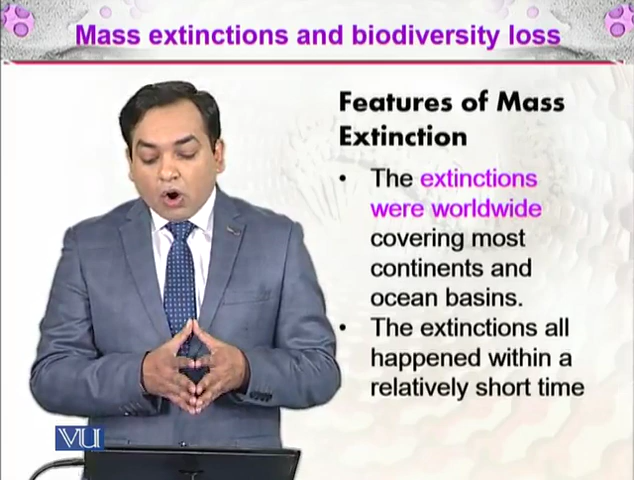 Mass extinctions and biodiversity loss
Features of Mass
Extinction
• The extinctions
were worldwide
covering most
continents and
ocean basins.
• The extinctions all
happened within a
relatively short time
VU